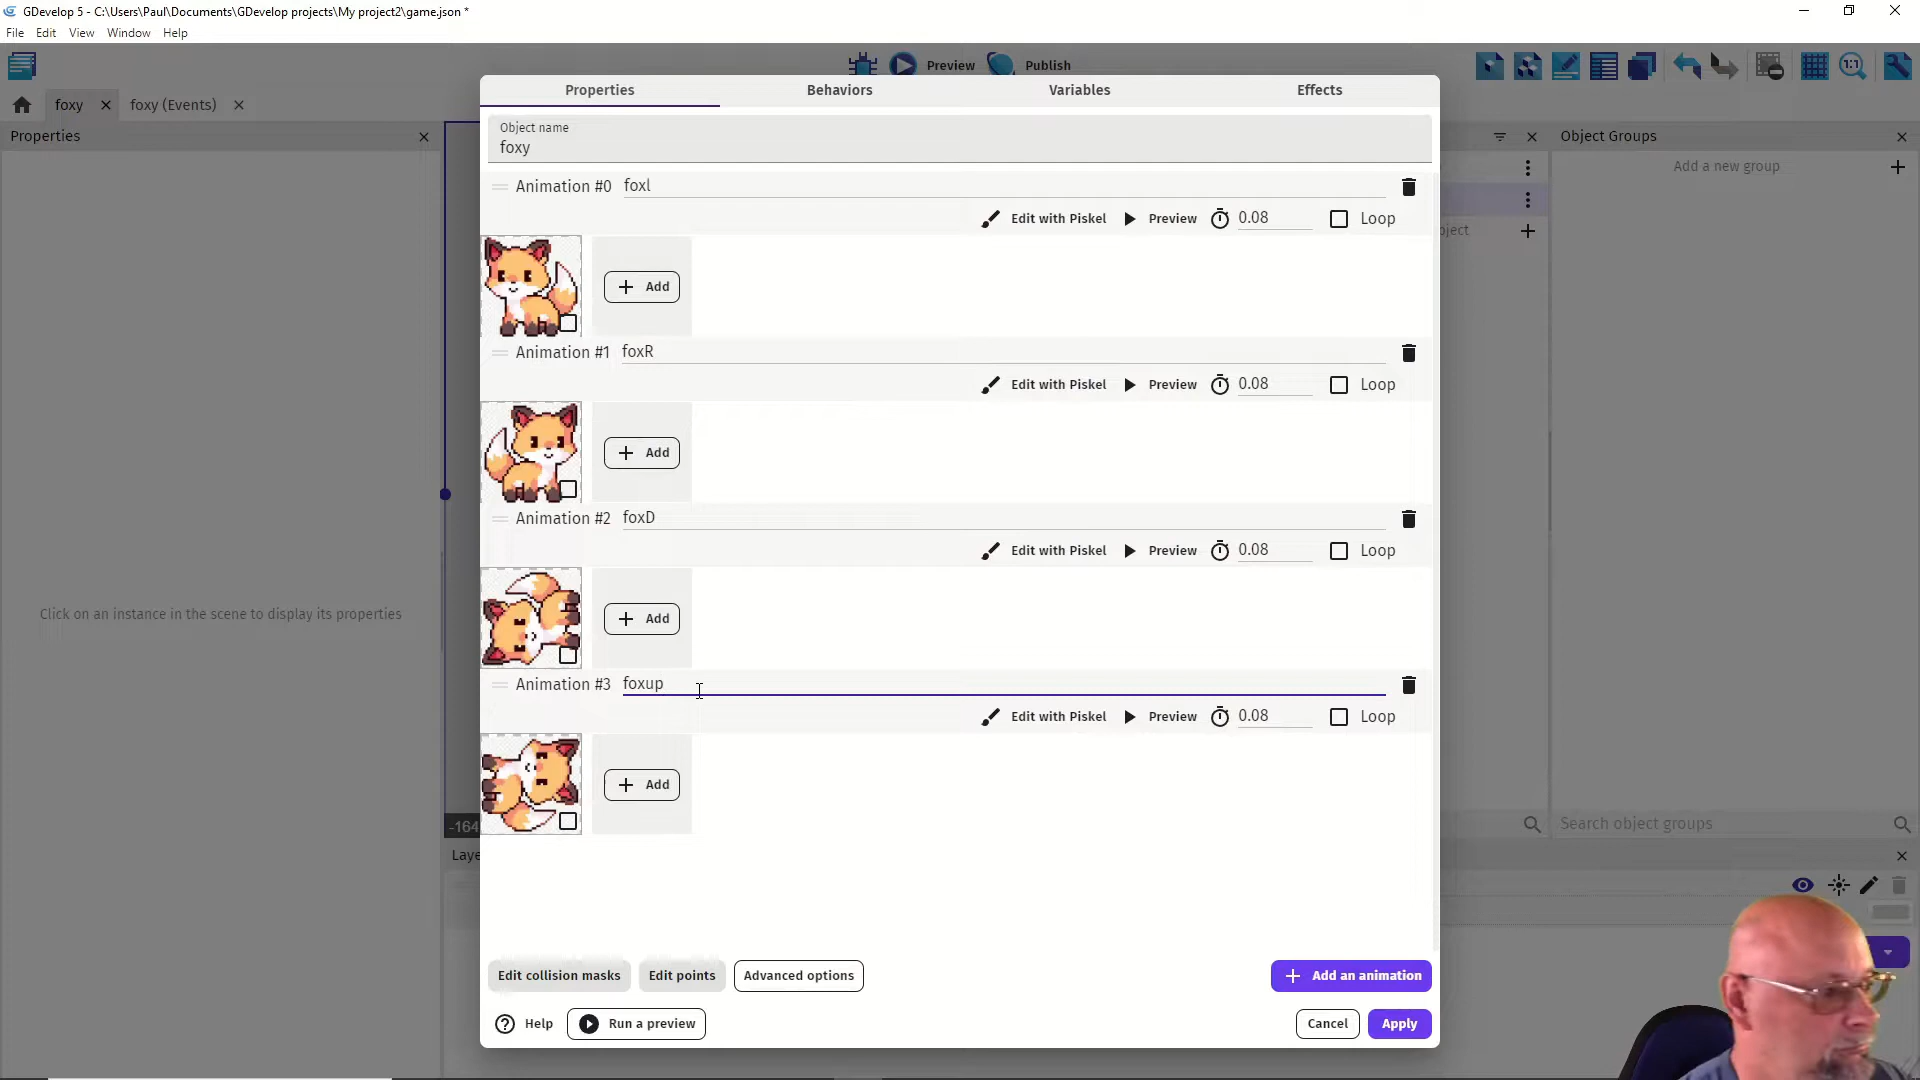 GDevelop 5 - C:\Users\Paul\Documents\GDevelop projects\My project2\game.json *
File Edit View Window Help
Preview Publish
foxy foxy (Events)
Properties
Click on an instance in the scene to display its properties
Properties Behaviors Variables Effects
Object name
foxy
Animation #0 foxl
Edit with Piskel Preview 0.08 Loop
Add
Animation #1 foxR
Edit with Piskel Preview 0.08 Loop
Add
Animation #2 foxD
Edit with Piskel Preview 0.08 Loop
Add
Animation #3 foxup
Edit with Piskel Preview 0.08 Loop
Add
Edit collision masks Edit points Advanced options Add an animation
Help Run a preview Cancel Apply
Object Groups
Add a new group
Search object groups
1:1
-164